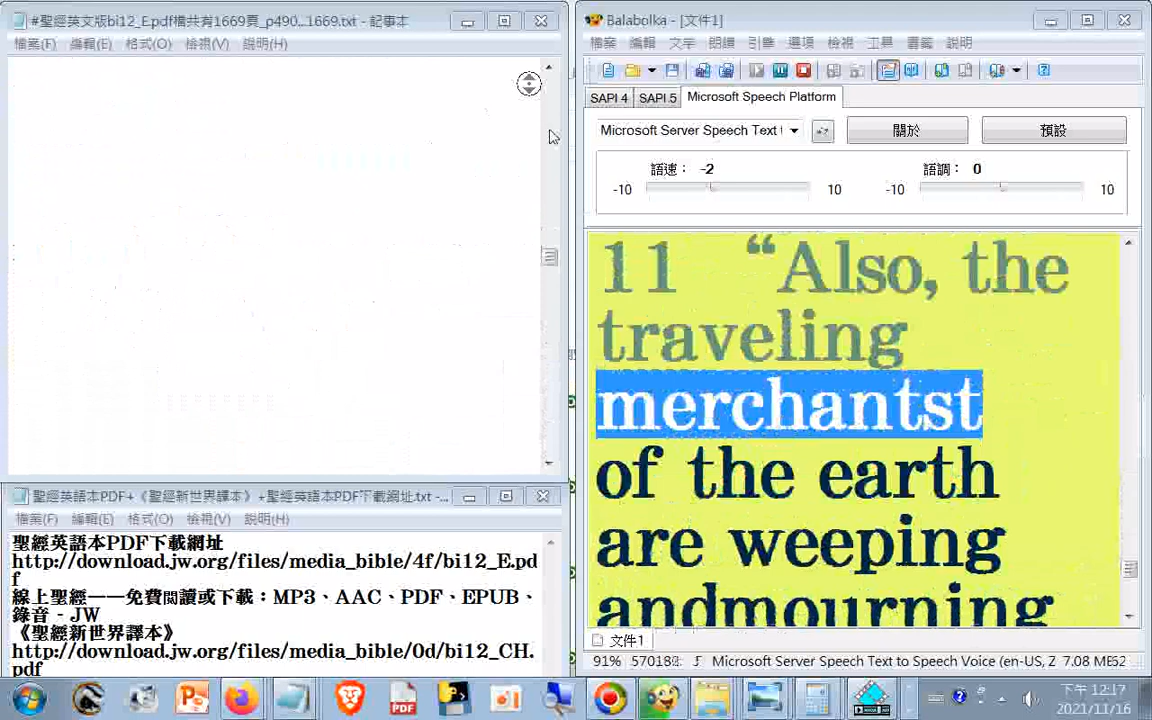 #聖經英文版bi12_E.pdf橫共有1669頁_p490...1669.txt - 記事本
檔案(F) 編輯(E) 格式(O) 檢視(V) 說明(H)
聖經英語本PDF+《聖經新世界譯本》+聖經英語本PDF下載網址.txt - ...
檔案(F) 編輯(E) 格式(O) 檢視(V) 說明(H)
聖經英語本PDF下載網址
http://download.jw.org/files/media_bible/4f/bi12_E.pd
f
線上聖經——免費閱讀或下載：MP3、AAC、PDF、EPUB、
錄音 - JW
《聖經新世界譯本》
http://download.jw.org/files/media_bible/0d/bi12_CH.
pdf
Balabolka - [文件1]
檔案 編輯 文字 朗讀 引擎 選項 檢視 工具 書籤 說明
SAPI 4 SAPI 5 Microsoft Speech Platform
Microsoft Server Speech Text t 關於 預設
語速： -2 語調： 0
-10 10 -10 10
11 “Also, the
traveling
merchantst
of the earth
are weeping
andmourning
文件1
91% Microsoft Server Speech Text to Speech Voice (en-US, Z 7.08 ME
下午 12:17
2021/11/16